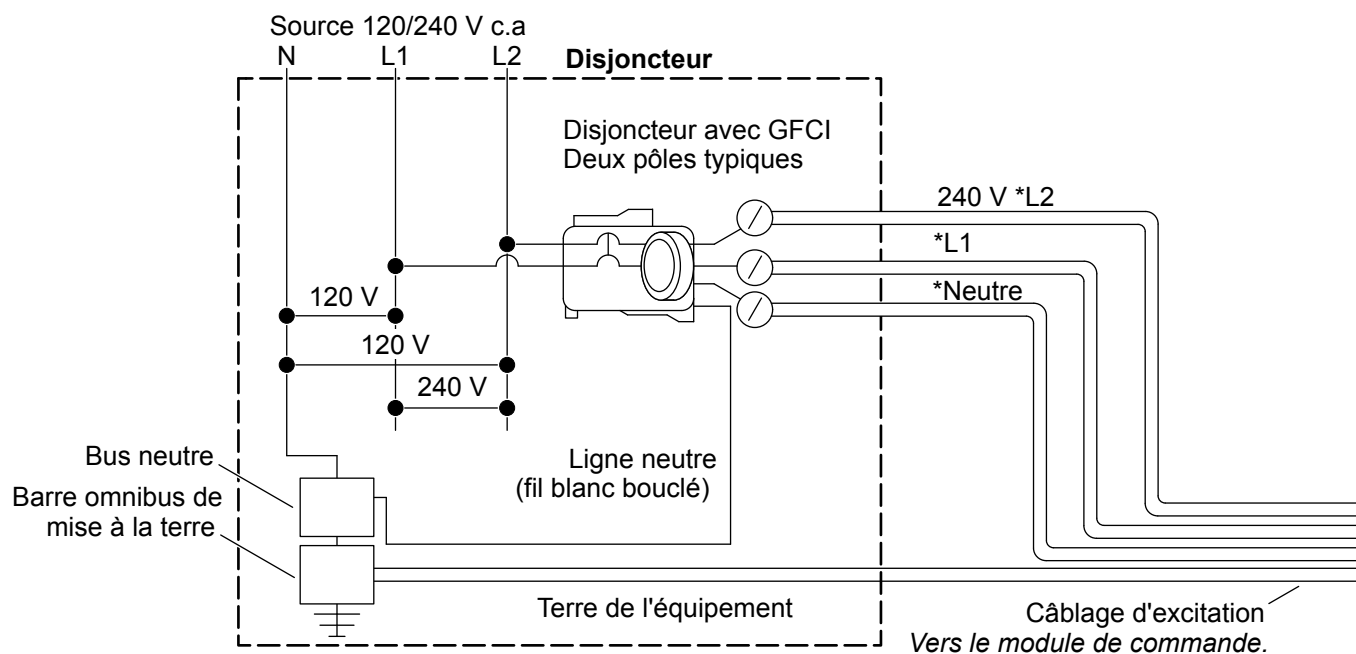 Source 120/240 V c.a
N L1 L2
Disjoncteur
Disjoncteur avec GFCI
Deux pôles typiques
240 V *L2
*L1
*Neutre
120 V
120 V
240 V
Bus neutre
Barre omnibus de
mise à la terre
Ligne neutre
(fil blanc bouclé)
Terre de l'équipement
Câblage d'excitation
Vers le module de commande.